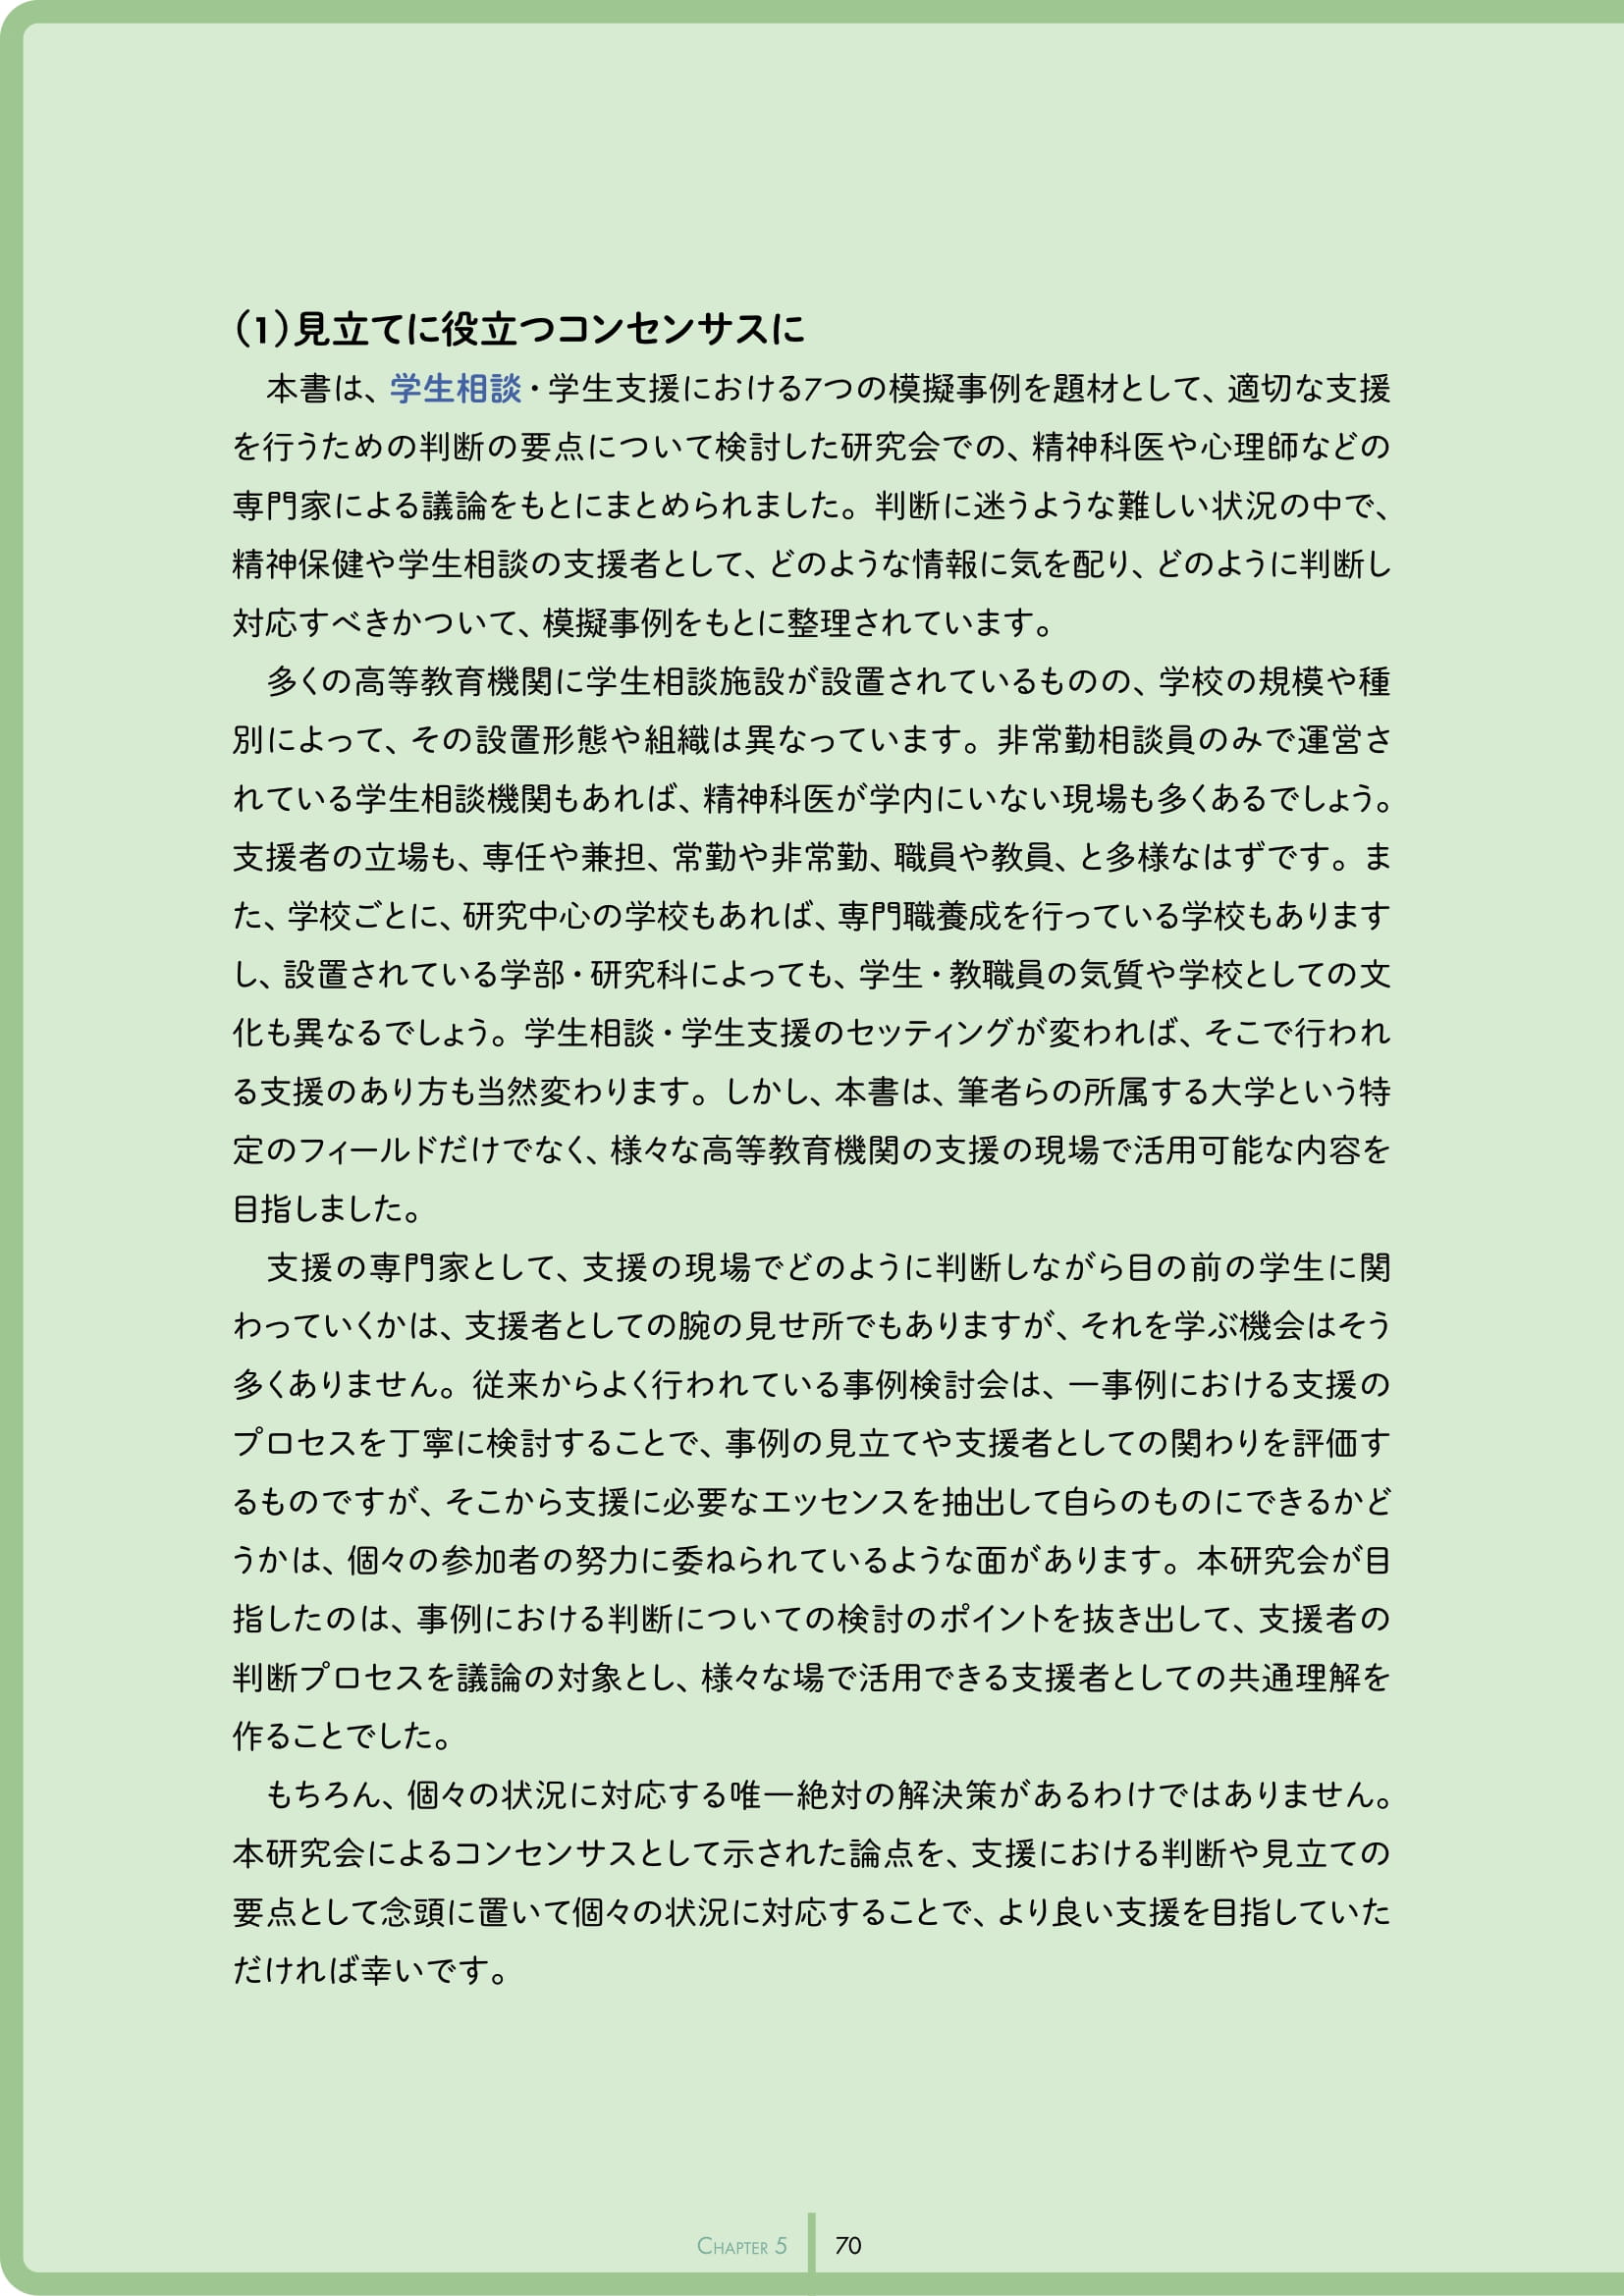 （1）見立てに役立つコンセンサスに
本書は、学生相談・学生支援における7つの模擬事例を題材として、適切な支援
を行うための判断の要点について検討した研究会での、精神科医や心理師などの
専門家による議論をもとにまとめられました。判断に迷うような難しい状況の中で、
精神保健や学生相談の支援者として、どのような情報に気を配り、どのように判断し
対応すべきかついて、模擬事例をもとに整理されています。
多くの高等教育機関に学生相談施設が設置されているものの、学校の規模や種
別によって、その設置形態や組織は異なっています。非常勤相談員のみで運営さ
れている学生相談機関もあれば、精神科医が学内にいない現場も多くあるでしょう。
支援者の立場も、専任や兼担、常勤や非常勤、職員や教員、と多様なはずです。ま
た、学校ごとに、研究中心の学校もあれば、専門職養成を行っている学校もあります
し、設置されている学部・研究科によっても、学生・教職員の気質や学校としての文
化も異なるでしょう。学生相談・学生支援のセッティングが変われば、そこで行われ
る支援のあり方も当然変わります。しかし、本書は、筆者らの所属する大学という特
定のフィールドだけでなく、様々な高等教育機関の支援の現場で活用可能な内容を
目指しました。
支援の専門家として、支援の現場でどのように判断しながら目の前の学生に関
わっていくかは、支援者としての腕の見せ所でもありますが、それを学ぶ機会はそう
多くありません。従来からよく行われている事例検討会は、一事例における支援の
プロセスを丁寧に検討することで、事例の見立てや支援者としての関わりを評価す
るものですが、そこから支援に必要なエッセンスを抽出して自らのものにできるかど
うかは、個々の参加者の努力に委ねられているような面があります。本研究会が目
指したのは、事例における判断についての検討のポイントを抜き出して、支援者の
判断プロセスを議論の対象とし、様々な場で活用できる支援者としての共通理解を
作ることでした。
もちろん、個々の状況に対応する唯一絶対の解決策があるわけではありません。
本研究会によるコンセンサスとして示された論点を、支援における判断や見立ての
要点として念頭に置いて個々の状況に対応することで、より良い支援を目指していた
だければ幸いです。
CHAPTER 5 70